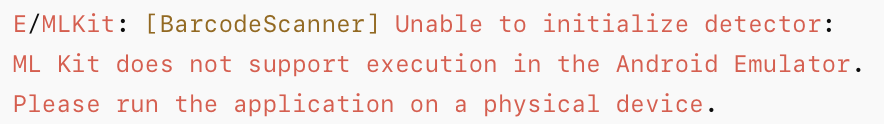 E/MLKit: [BarcodeScanner] Unable to initialize detector:
ML Kit does not support execution in the Android Emulator.
Please run the application on a physical device.